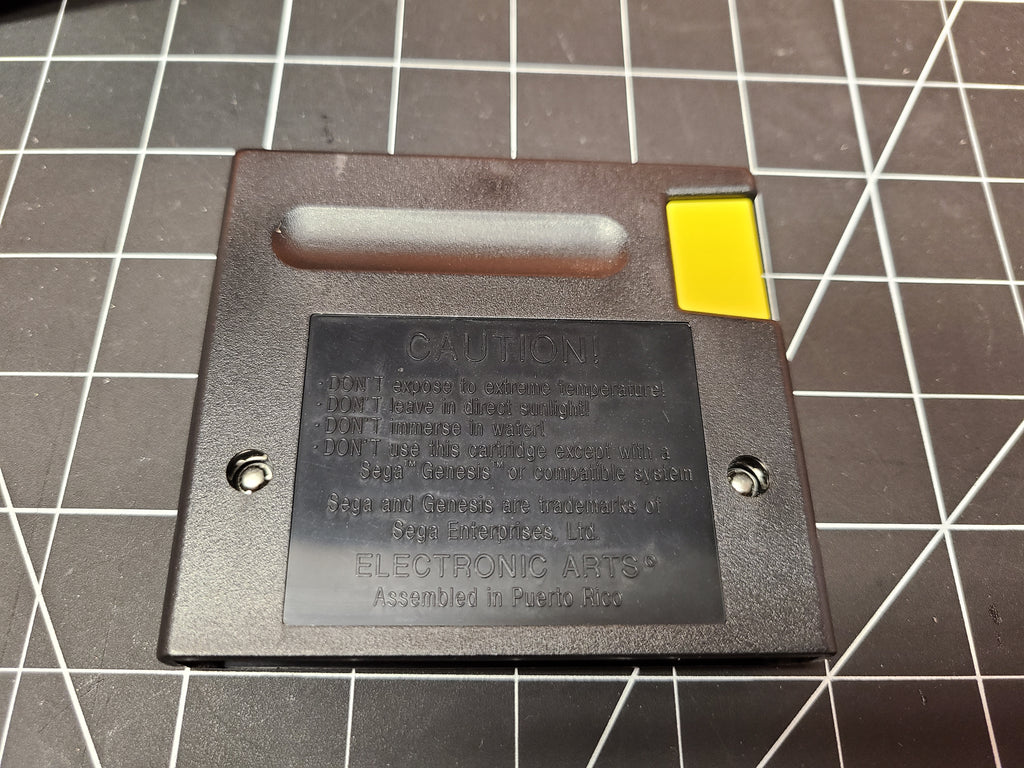 CAUTION!
· DON'T expose to extreme temperature!
· DON'T leave in direct sunlight!
· DON'T immerse in water!
· DON'T use this cartridge except with a
Sega™ Genesis™ or compatible system
Sega and Genesis are trademarks of
Sega Enterprises, Ltd.
ELECTRONIC ARTS®
Assembled in Puerto Rico